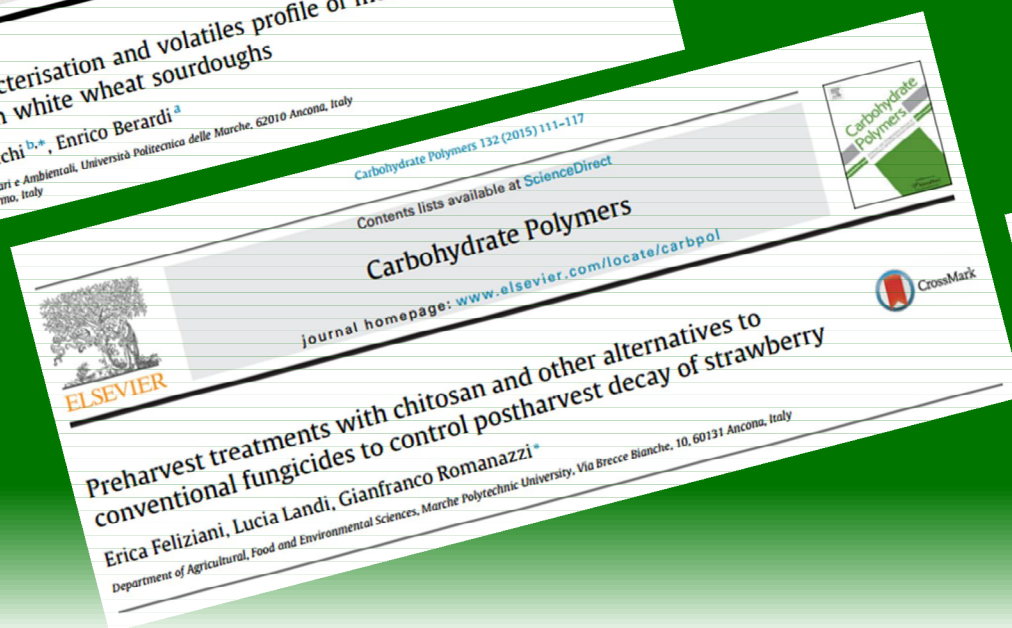 cterisation and volatiles profile of
white wheat sourdoughs
chi b,*, Enrico Berardi a
ari e Ambientali, Università Politecnica delle Marche, 62010 Ancona, Italy
mo, Italy
Carbohydrate Polymers 132 (2015) 111–117
Contents lists available at ScienceDirect
Carbohydrate Polymers
journal homepage: www.elsevier.com/locate/carbpol
Carbohydrate
Polymers
ELSEVIER
CrossMark
Preharvest treatments with chitosan and other alternatives to
conventional fungicides to control postharvest decay of strawberry
Erica Feliziani, Lucia Landi, Gianfranco Romanazzi*
Department of Agricultural, Food and Environmental Sciences, Marche Polytechnic University, Via Brecce Bianche, 10, 60131 Ancona, Italy